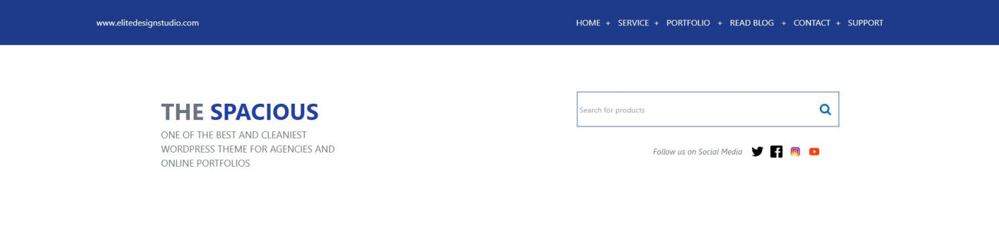 www.elitedesignstudio.com
HOME + SERVICE + PORTFOLIO + READ BLOG + CONTACT + SUPPORT
THE SPACIOUS
ONE OF THE BEST AND CLEANIEST
WORDPRESS THEME FOR AGENCIES AND
ONLINE PORTFOLIOS
Search for products
Follow us on Social Media